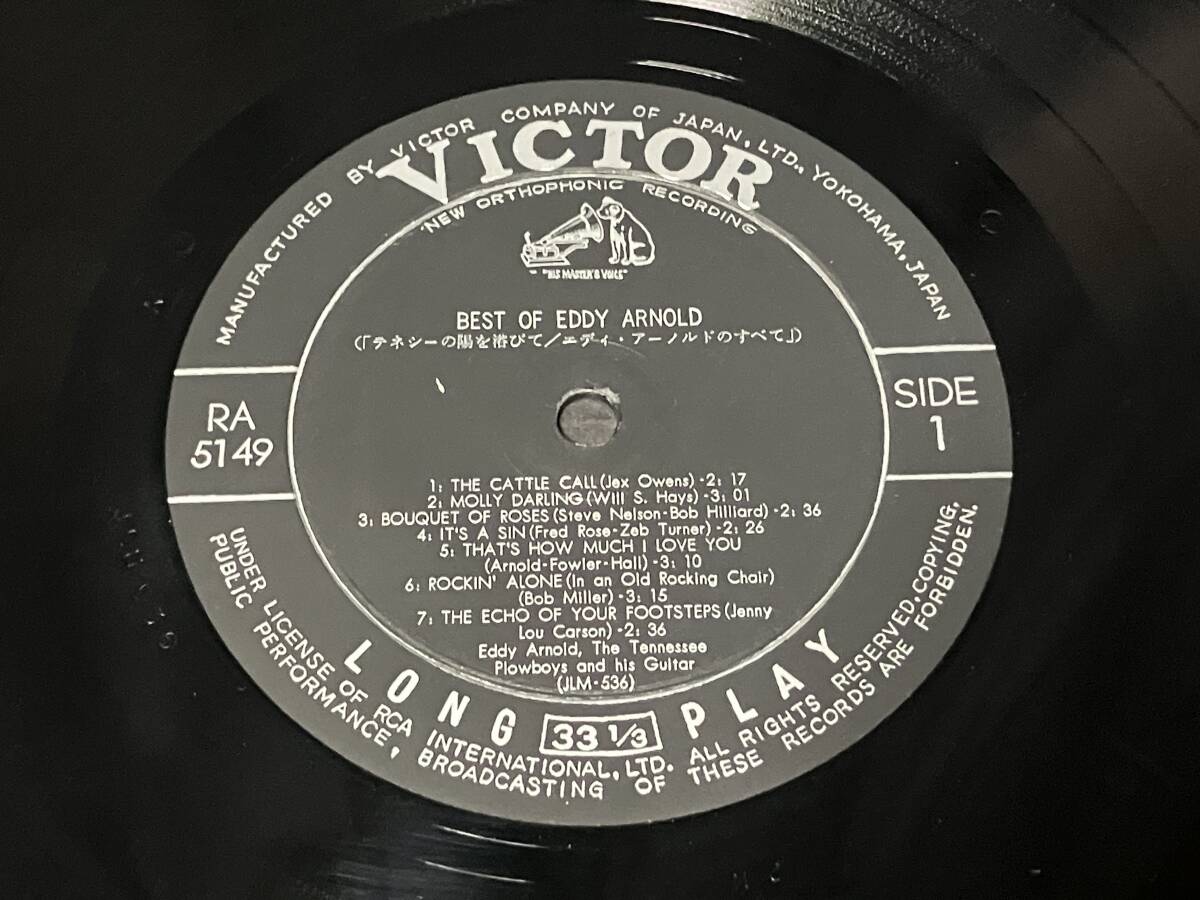 MANUFACTURED BY VICTOR COMPANY OF JAPAN, LTD., YOKOHAMA, JAPAN
VICTOR
"NEW ORTHOPHONIC" RECORDING
"HIS MASTER'S VOICE"
BEST OF EDDY ARNOLD
(「テネシーの陽を浴びて/エディ・アーノルドのすべて」)
RA
5149
SIDE
1
1: THE CATTLE CALL (Jex Owens) -2: 17
2: MOLLY DARLING (Will S. Hays) -3: 01
3: BOUQUET OF ROSES (Steve Nelson-Bob Hilliard) -2: 36
4: IT'S A SIN (Fred Rose-Zeb Turner) -2: 26
5: THAT'S HOW MUCH I LOVE YOU
(Arnold-Fowler-Hall) -3: 10
6: ROCKIN' ALONE (In an Old Rocking Chair)
(Bob Miller) -3: 15
7: THE ECHO OF YOUR FOOTSTEPS (Jenny
Lou Carson) -2: 36
Eddy Arnold, The Tennessee
Plowboys and his Guitar
(JLM-536)
LONG 33 1/3 PLAY
UNDER LICENSE OF RCA INTERNATIONAL, LTD. ALL RIGHTS RESERVED. COPYING,
PUBLIC PERFORMANCE, BROADCASTING OF THESE RECORDS ARE FORBIDDEN.